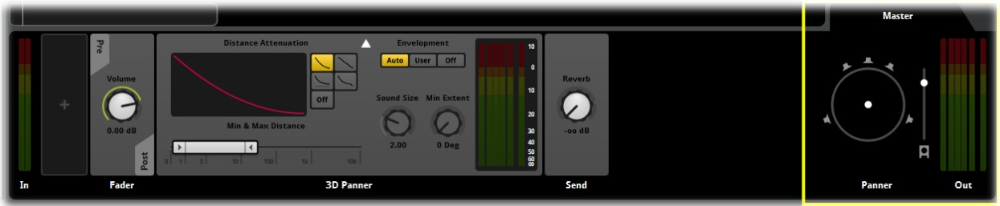 Master
Pre
Volume
0.00 dB
Post
Distance Attenuation
Off
Min & Max Distance
0 1 5 10 100 1k 10k
Envelopment
Auto User Off
Sound Size Min Extent
2.00 0 Deg
10
0
10
20
30
40
50
60
88
Reverb
-oo dB
In
Fader
3D Panner
Send
Panner
Out